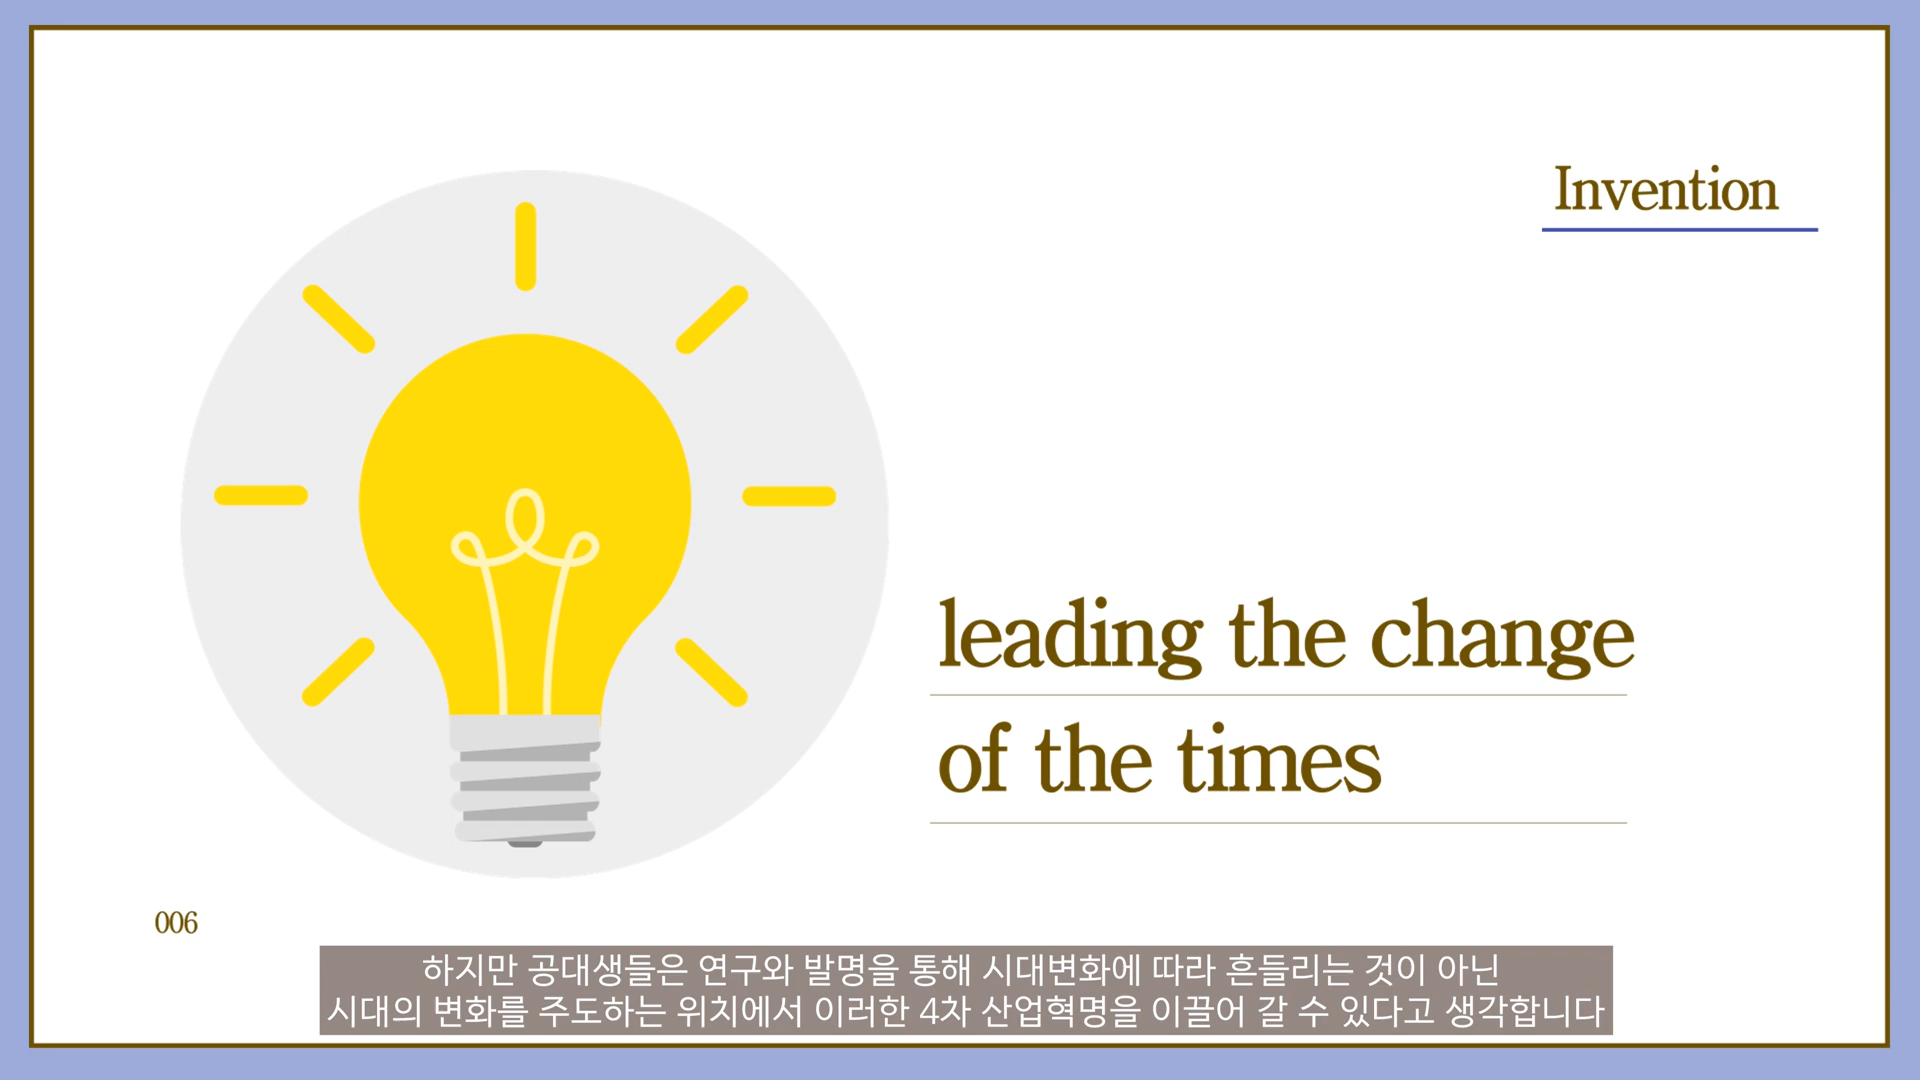 Invention
leading the change
of the times
006
하지만 공대생들은 연구와 발명을 통해 시대변화에 따라 흔들리는 것이 아닌
시대의 변화를 주도하는 위치에서 이러한 4차 산업혁명을 이끌어 갈 수 있다고 생각합니다